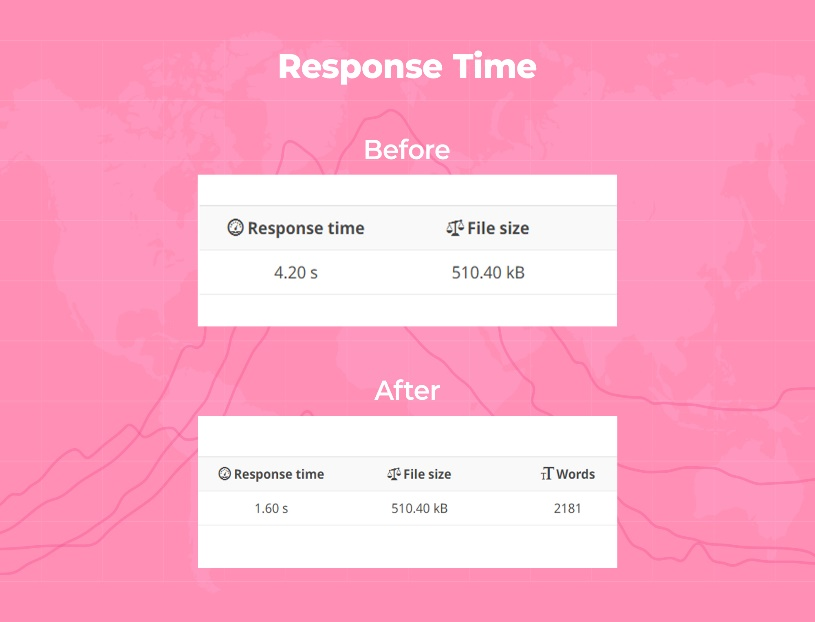 Response Time
Before
Response time File size
4.20 s 510.40 kB
After
Response time File size Words
1.60 s 510.40 kB 2181